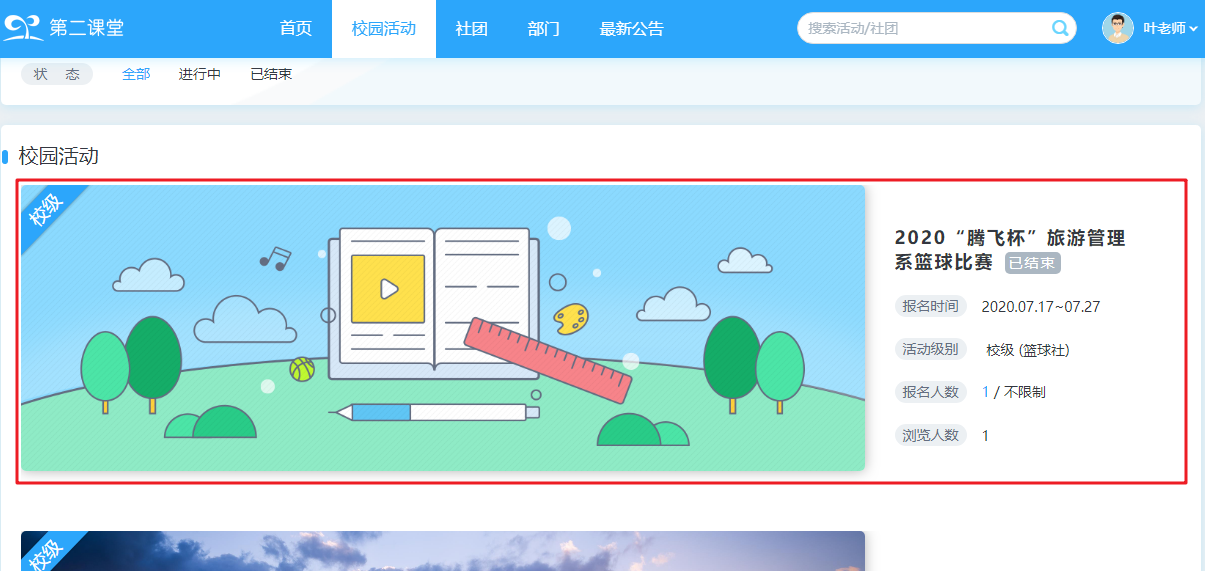 第二课堂 首页 校园活动 社团 部门 最新公告 搜索活动/社团 叶老师
状 态 全部 进行中 已结束
校园活动
校级
2020“腾飞杯”旅游管理
系篮球比赛 已结束
报名时间 2020.07.17~07.27
活动级别 校级 (篮球社)
报名人数 1 / 不限制
浏览人数 1
校级